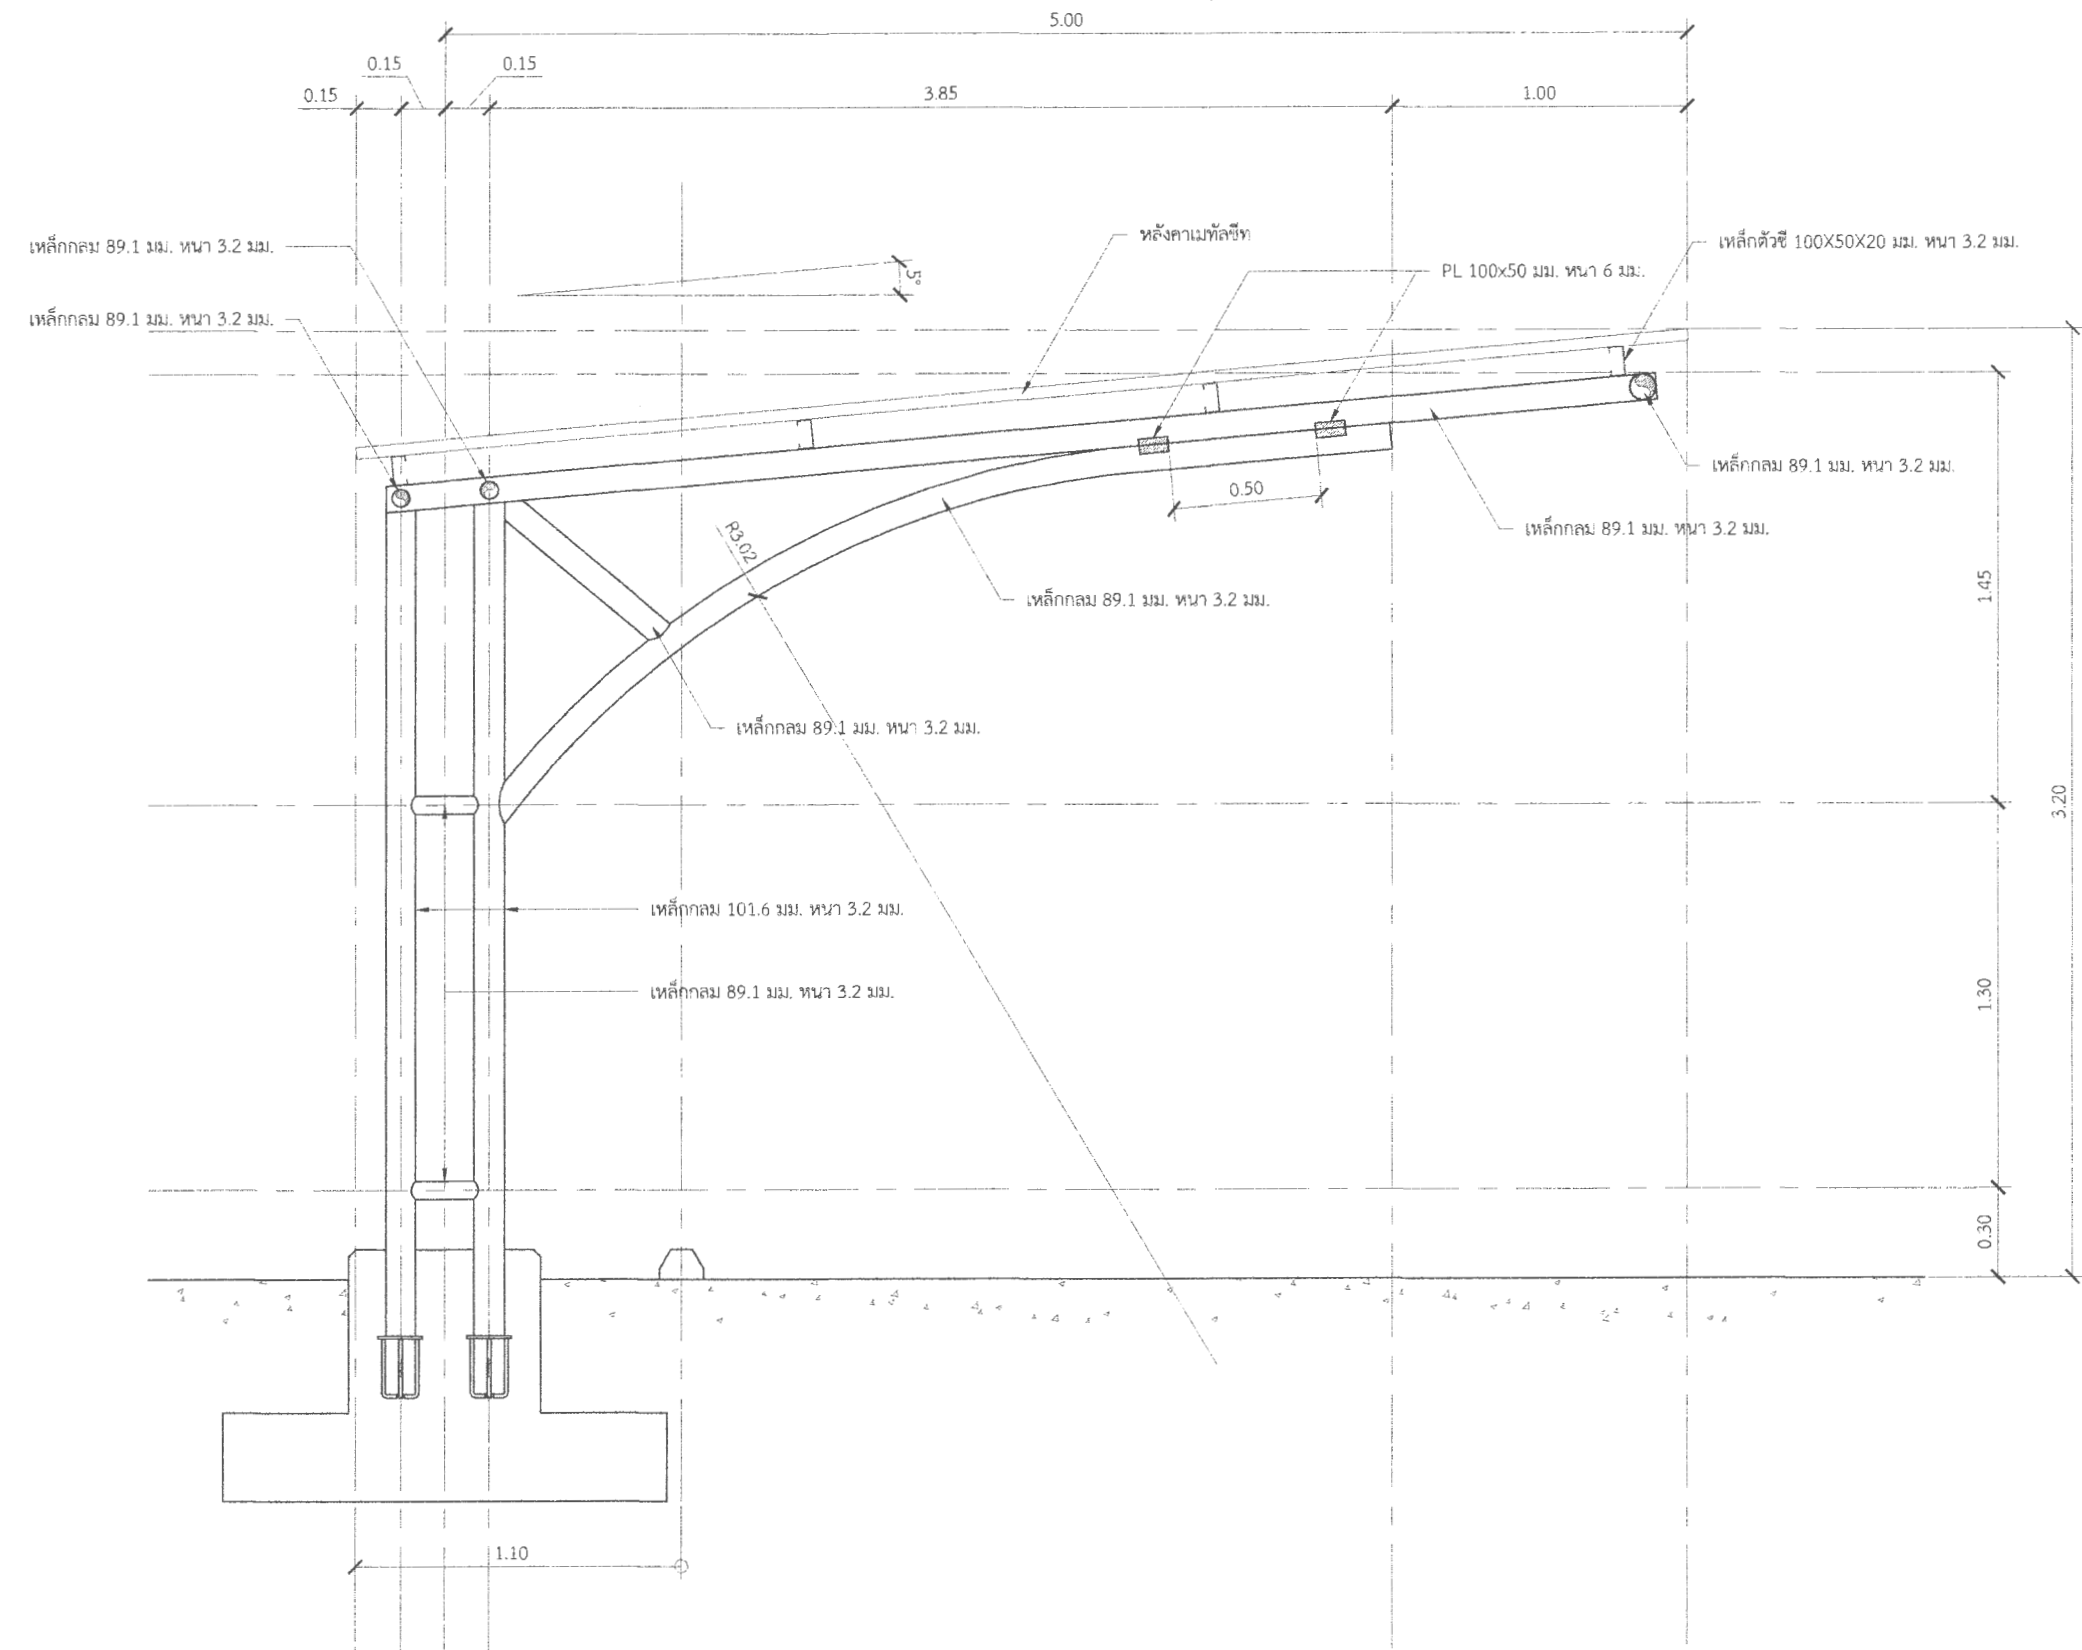 5.00
0.15
0.15
0.15
3.85
1.00
เหล็กกลม 89.1 มม. หนา 3.2 มม.
หลังคาเมทัลชีท
เหล็กตัวซี 100X50X20 มม. หนา 3.2 มม.
PL 100x50 มม. หนา 6 มม.
5°
เหล็กกลม 89.1 มม. หนา 3.2 มม.
เหล็กกลม 89.1 มม. หนา 3.2 มม.
0.50
เหล็กกลม 89.1 มม. หนา 3.2 มม.
R3.02
เหล็กกลม 89.1 มม. หนา 3.2 มม.
1.45
เหล็กกลม 89.1 มม. หนา 3.2 มม.
3.20
เหล็กกลม 101.6 มม. หนา 3.2 มม.
เหล็กกลม 89.1 มม. หนา 3.2 มม.
1.30
0.30
1.10